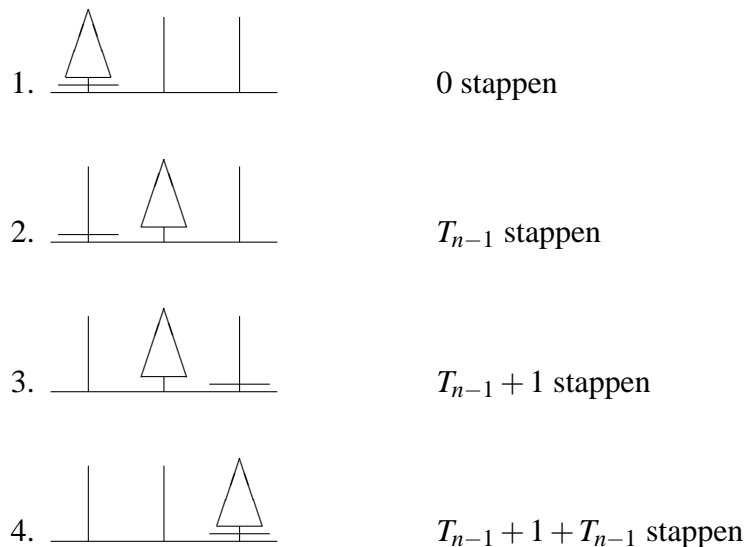 1. 0 stappen
2. $T_{n-1}$ stappen
3. $T_{n-1} + 1$ stappen
4. $T_{n-1} + 1 + T_{n-1}$ stappen